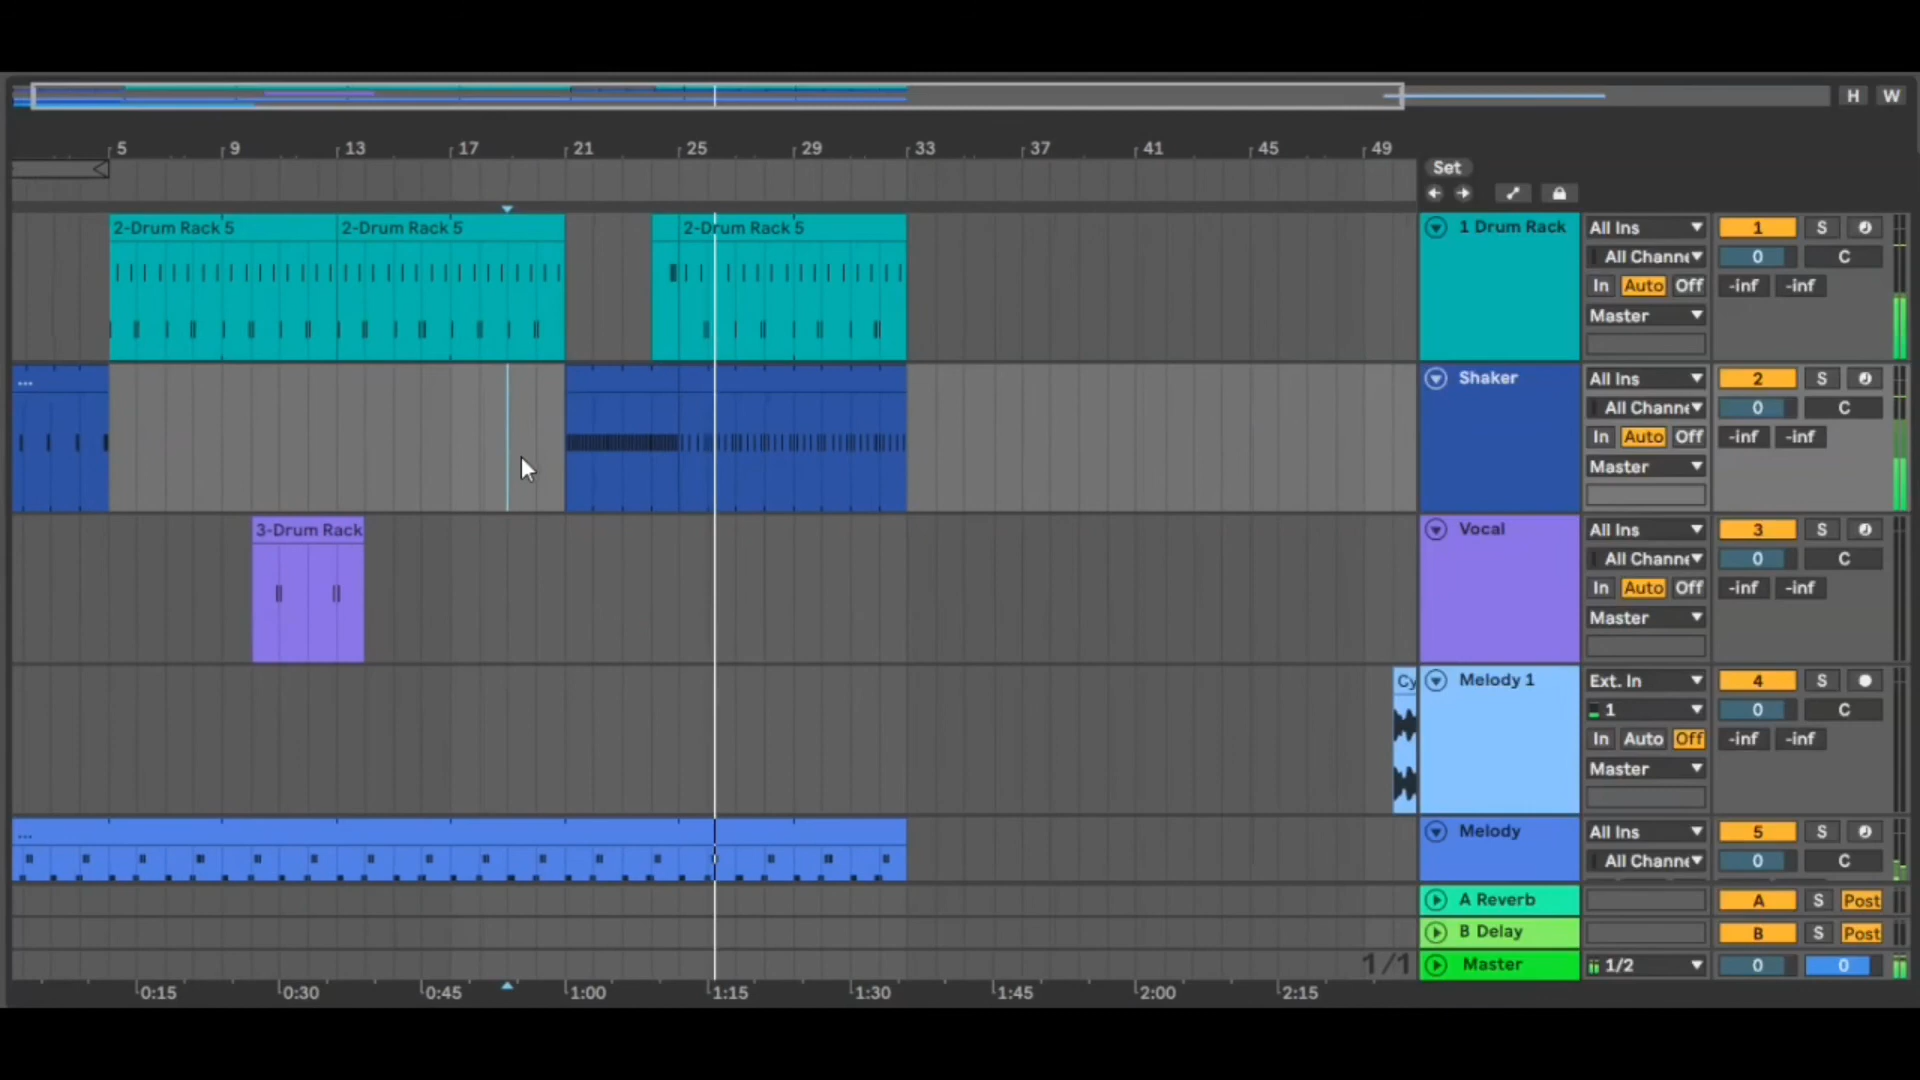 H W
5 9 13 17 21 25 29 33 37 41 45 49
Set
2-Drum Rack 5 2-Drum Rack 5 2-Drum Rack 5
1 Drum Rack All Ins 1 S
All Channe 0 C
In Auto Off -inf -inf
Master
...
Shaker All Ins 2 S
All Channe 0 C
In Auto Off -inf -inf
Master
3-Drum Rack
Vocal All Ins 3 S
All Channe 0 C
In Auto Off -inf -inf
Master
Cy
Melody 1 Ext. In 4 S
1 0 C
In Auto Off -inf -inf
Master
...
Melody All Ins 5 S
All Channe 0 C
A Reverb A S Post
B Delay B S Post
1/1 Master 1/2 0 0
0:15 0:30 0:45 1:00 1:15 1:30 1:45 2:00 2:15